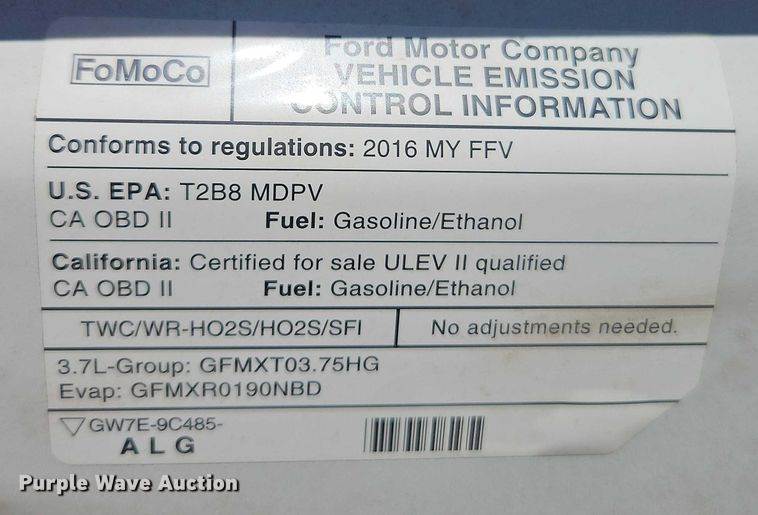 FoMoCo
Ford Motor Company
VEHICLE EMISSION
CONTROL INFORMATION
Conforms to regulations: 2016 MY FFV
U.S. EPA: T2B8 MDPV
CA OBD II Fuel: Gasoline/Ethanol
California: Certified for sale ULEV II qualified
CA OBD II Fuel: Gasoline/Ethanol
TWC/WR-HO2S/HO2S/SFI
No adjustments needed.
3.7L-Group: GFMXT03.75HG
Evap: GFMXR0190NBD
GW7E-9C485-
A L G
Purple Wave Auction